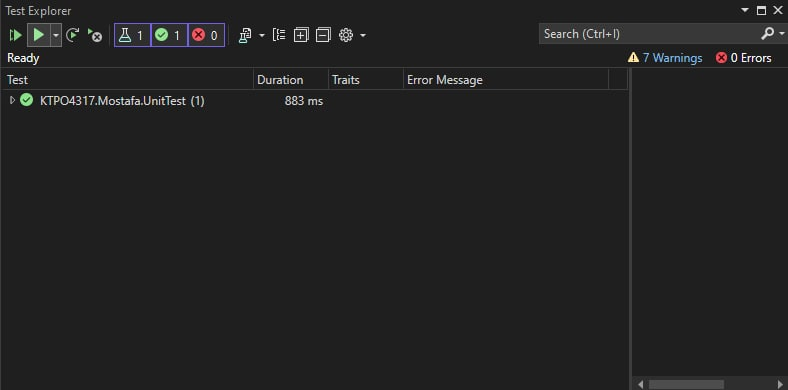 Test Explorer
1 1 0 Search (Ctrl+I)
Ready 7 Warnings 0 Errors
Test Duration Traits Error Message
KTPO4317.Mostafa.UnitTest (1) 883 ms